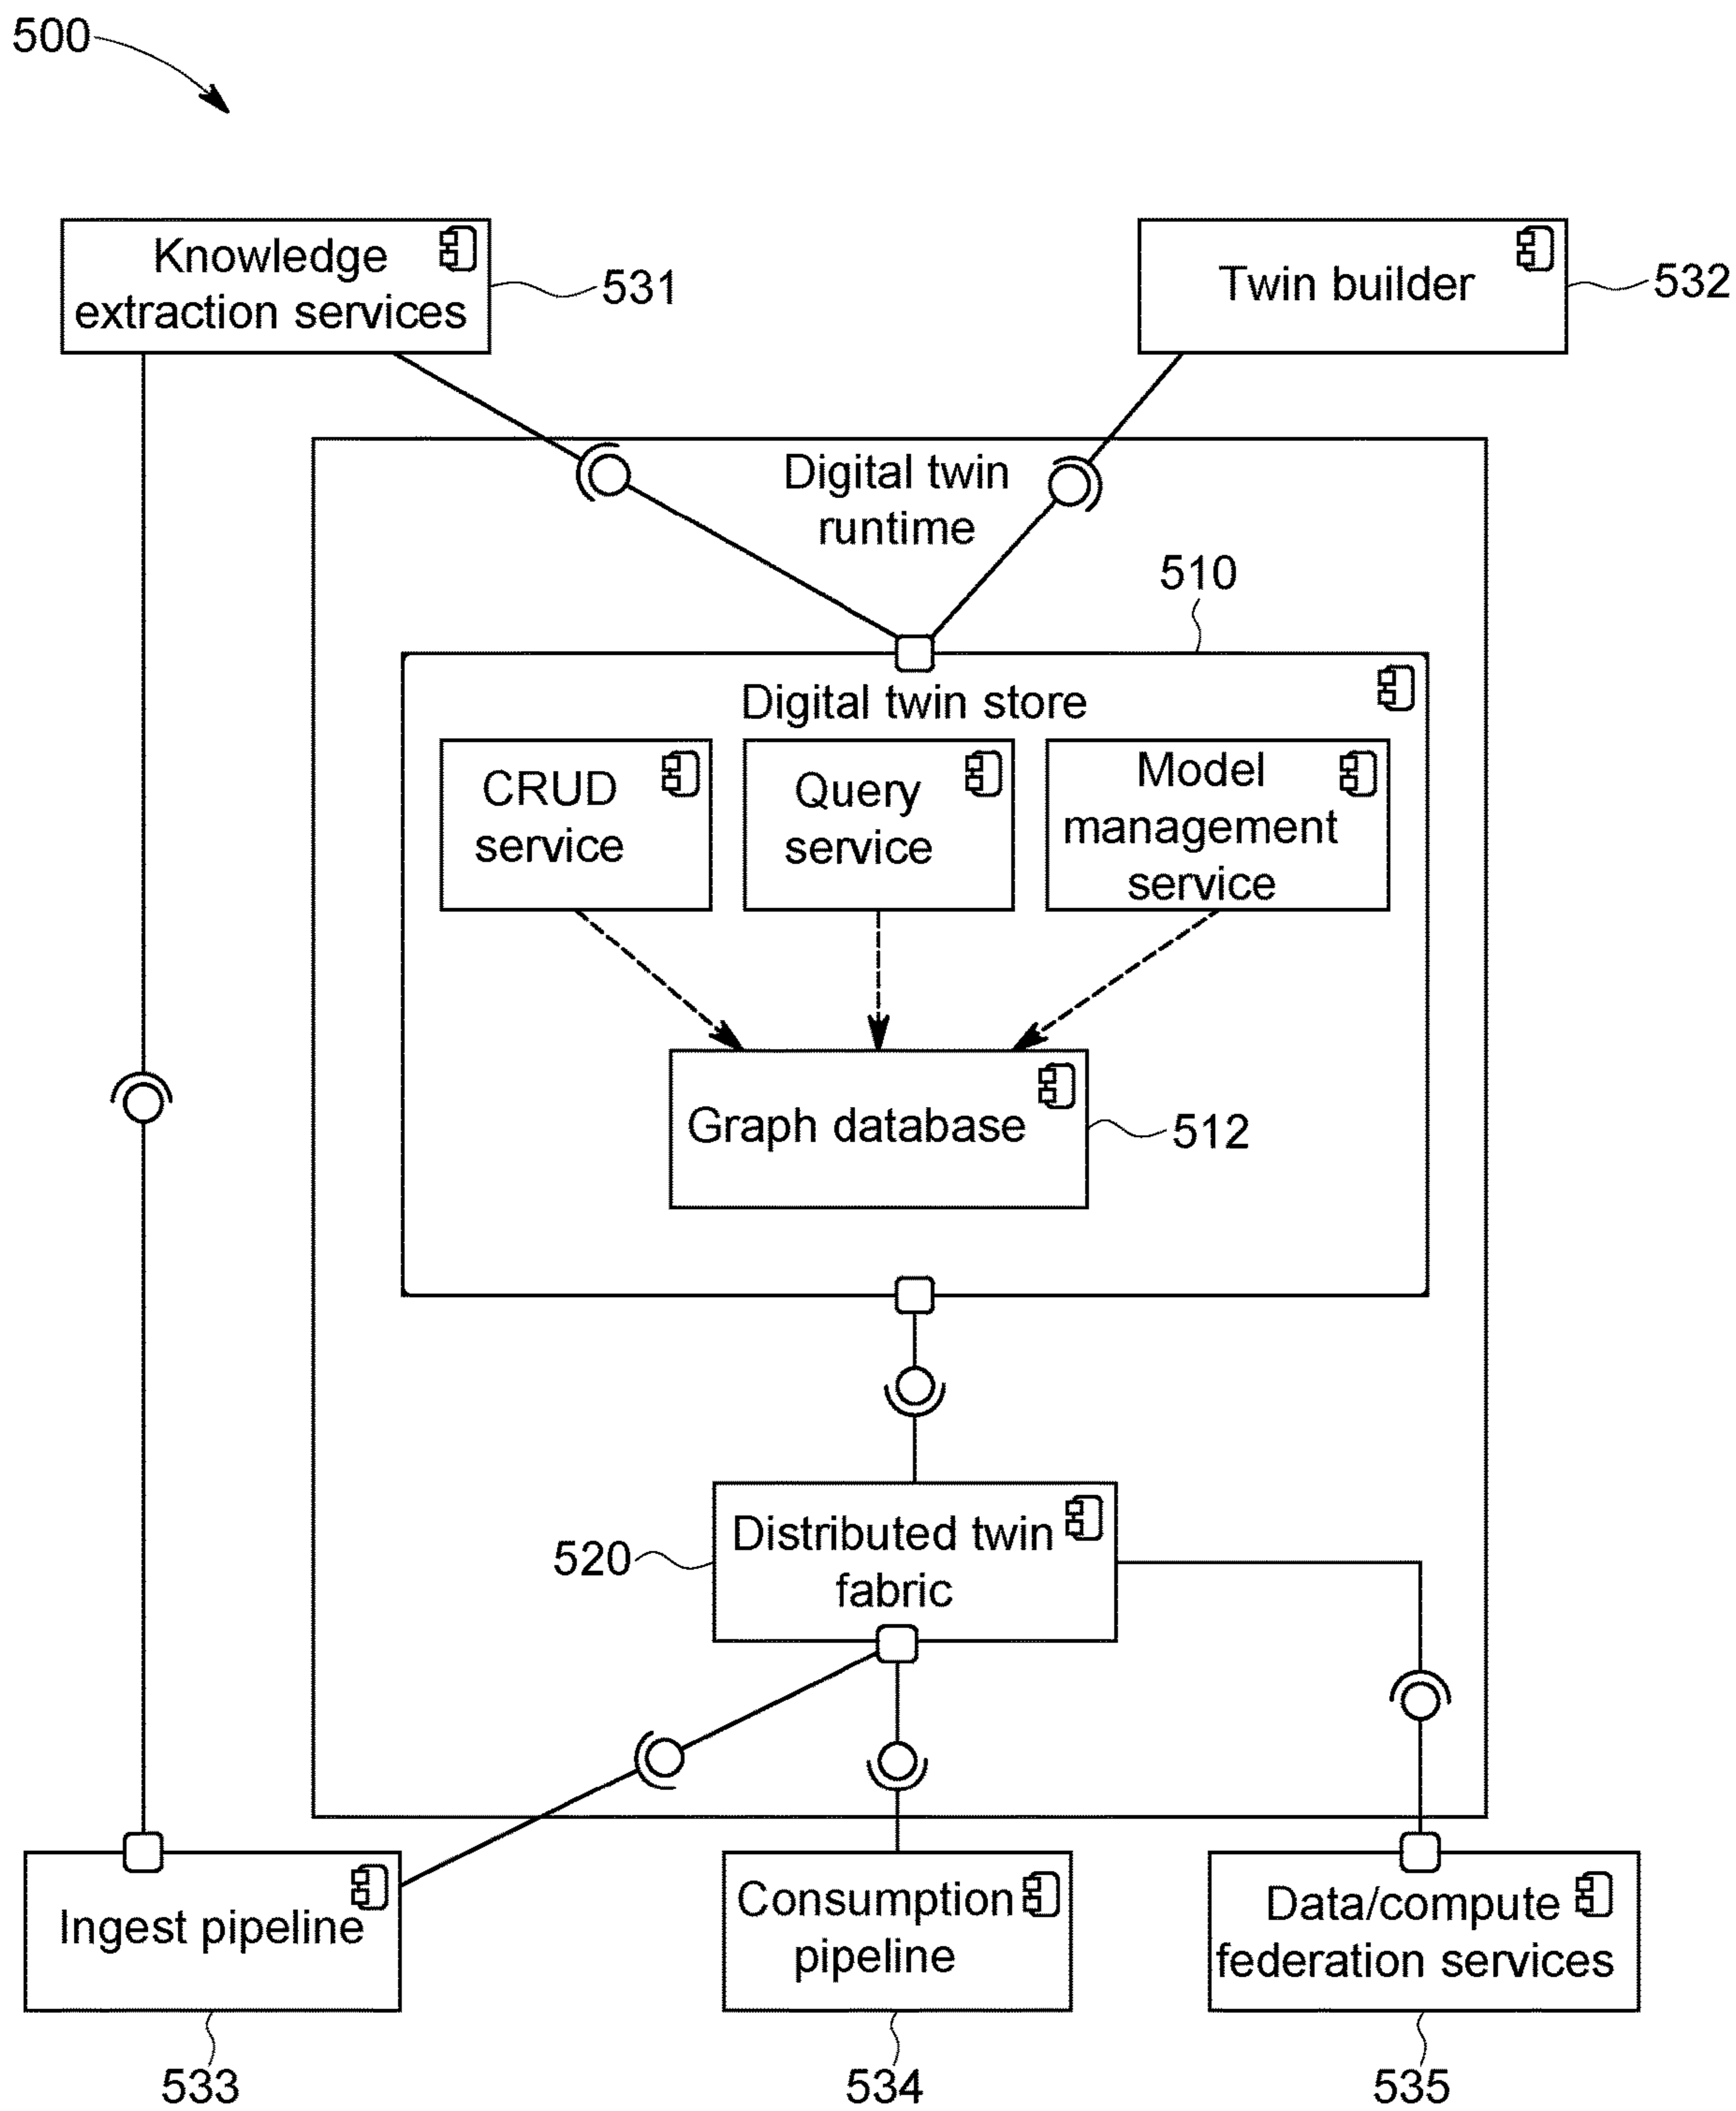 500
Knowledge
extraction services
531
Twin builder
532
Digital twin
runtime
510
Digital twin store
CRUD
service
Query
service
Model
management
service
Graph database
512
Distributed twin
fabric
520
Ingest pipeline
Consumption
pipeline
Data/compute
federation services
533
534
535